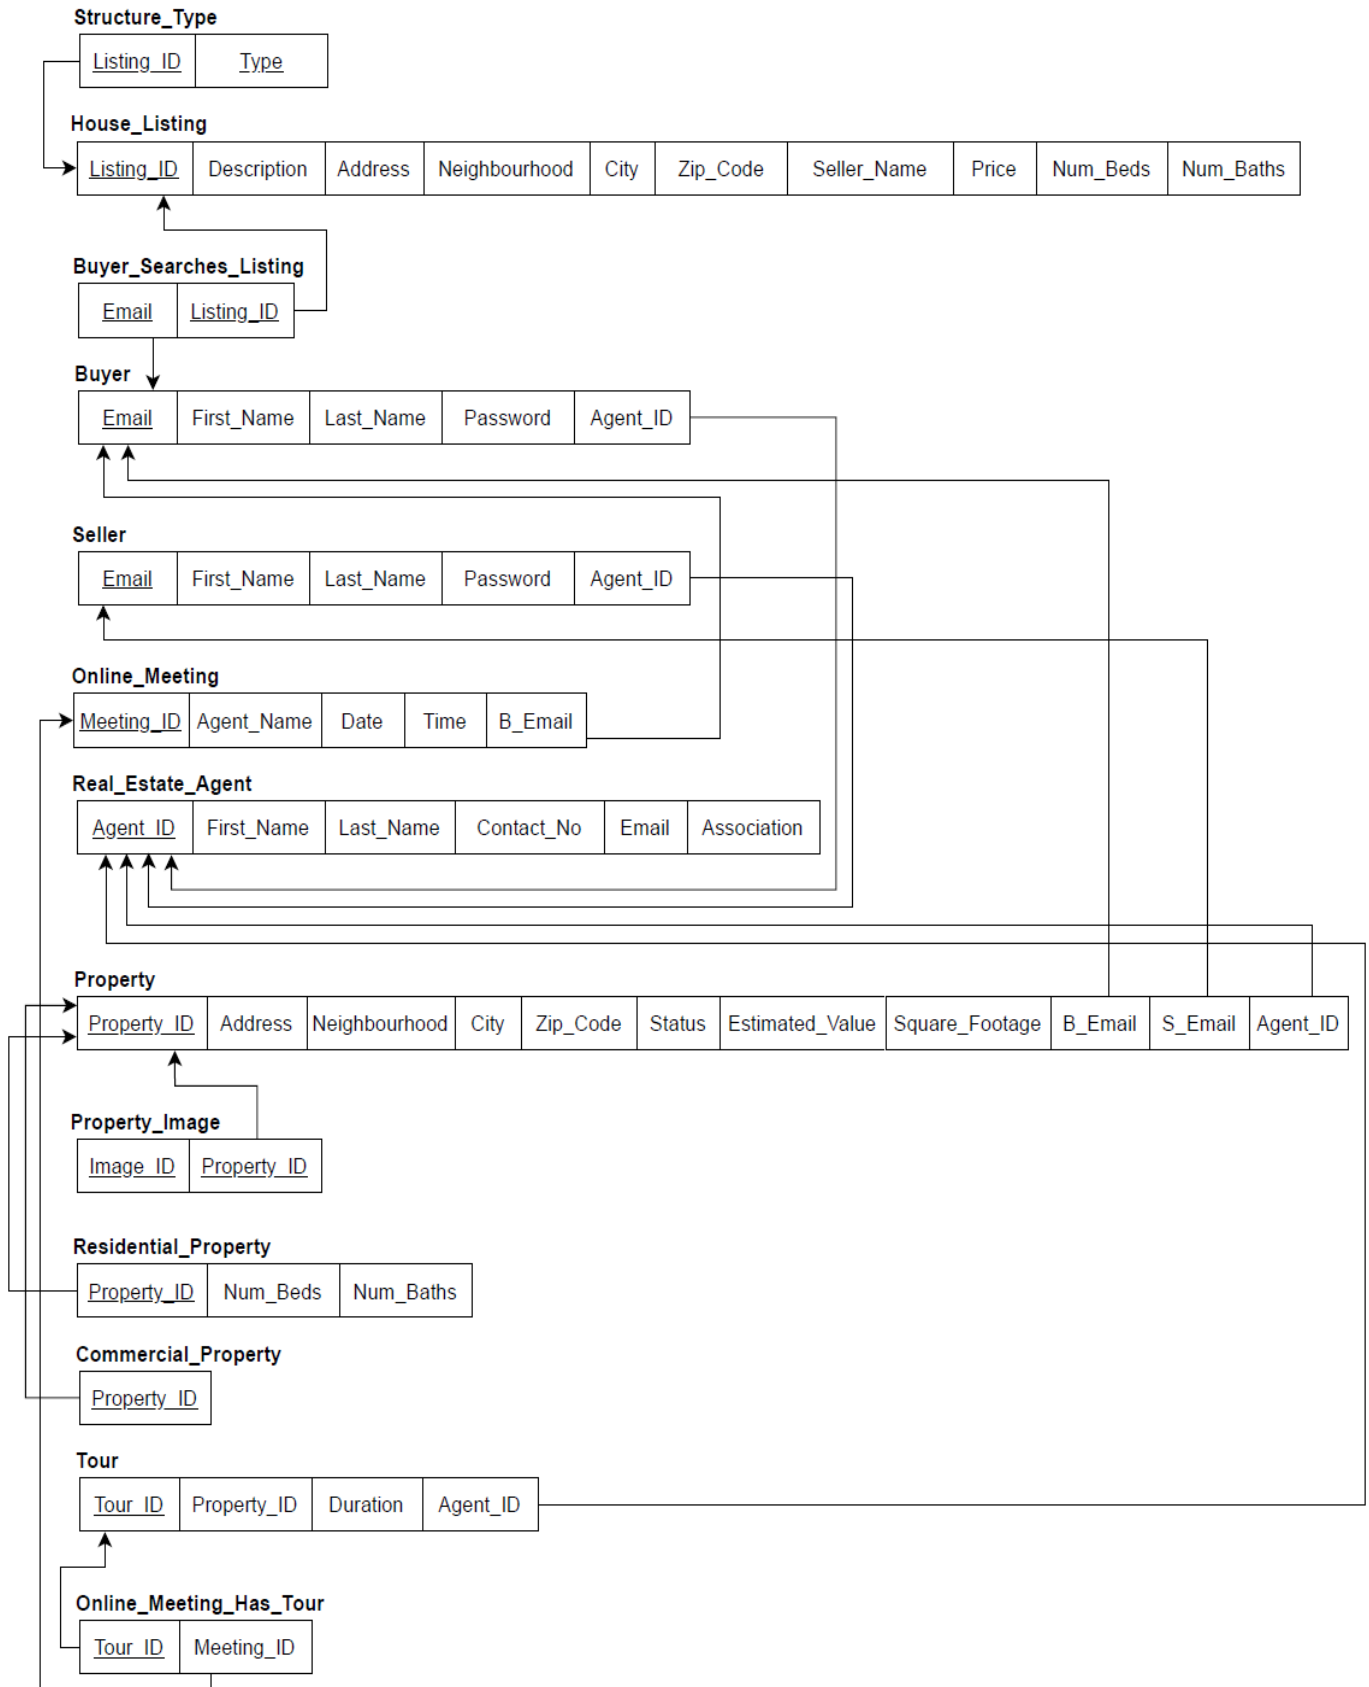 Structure_Type
Listing_ID Type
House_Listing
Listing_ID Description Address Neighbourhood City Zip_Code Seller_Name Price Num_Beds Num_Baths
Buyer_Searches_Listing
Email Listing_ID
Buyer
Email First_Name Last_Name Password Agent_ID
Seller
Email First_Name Last_Name Password Agent_ID
Online_Meeting
Meeting_ID Agent_Name Date Time B_Email
Real_Estate_Agent
Agent_ID First_Name Last_Name Contact_No Email Association
Property
Property_ID Address Neighbourhood City Zip_Code Status Estimated_Value Square_Footage B_Email S_Email Agent_ID
Property_Image
Image_ID Property_ID
Residential_Property
Property_ID Num_Beds Num_Baths
Commercial_Property
Property_ID
Tour
Tour_ID Property_ID Duration Agent_ID
Online_Meeting_Has_Tour
Tour_ID Meeting_ID